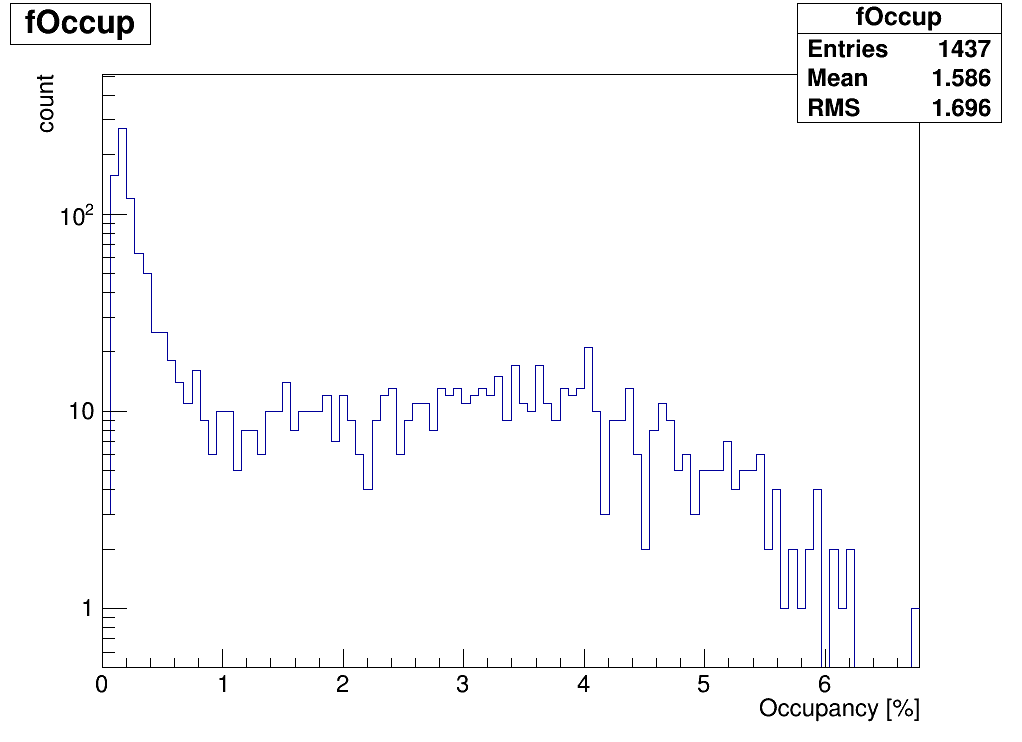 fOccup
fOccup
Entries 1437
Mean 1.586
RMS 1.696
count
10²
10
1
0 1 2 3 4 5 6
Occupancy [%]